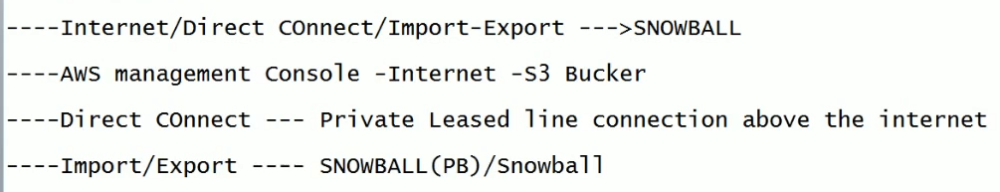 ----Internet/Direct COnnect/Import-Export --->SNOWBALL
----AWS management Console -Internet -S3 Bucker
----Direct COnnect --- Private Leased line connection above the internet
----Import/Export ---- SNOWBALL(PB)/Snowball